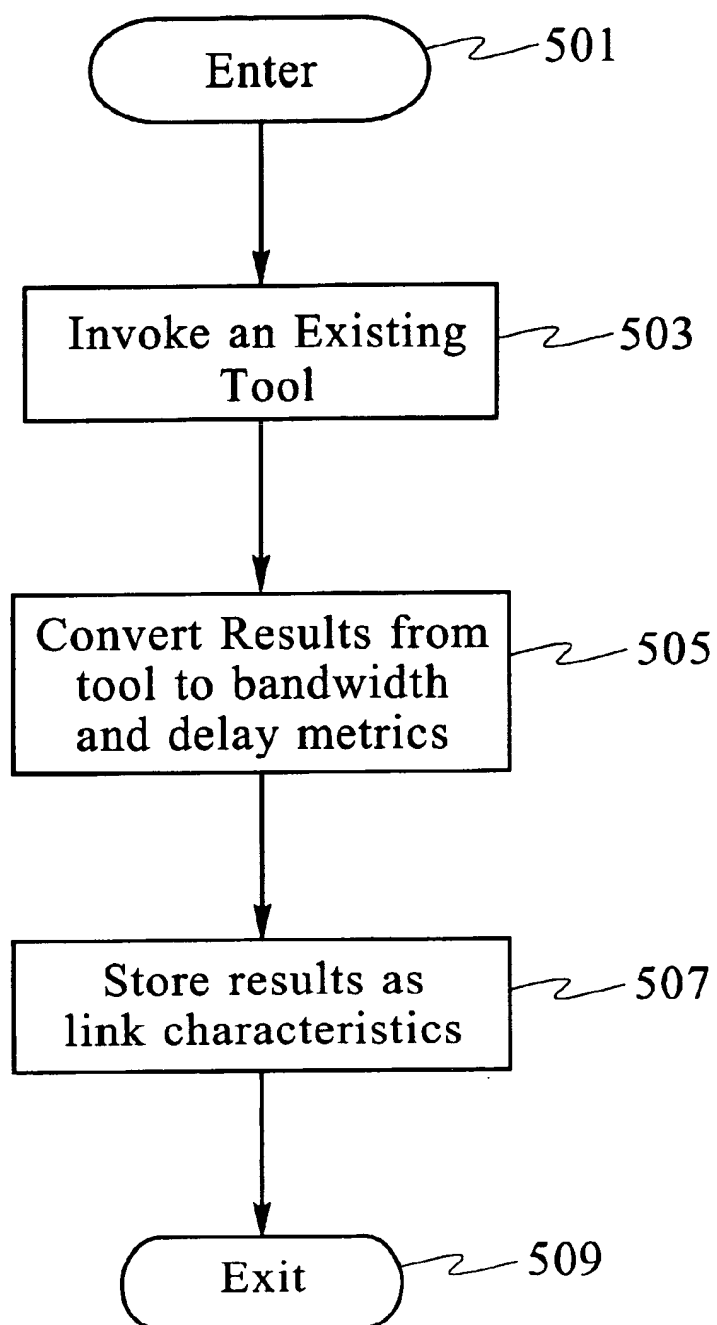 Enter
501
Invoke an Existing
Tool
503
Convert Results from
tool to bandwidth
and delay metrics
505
Store results as
link characteristics
507
Exit
509